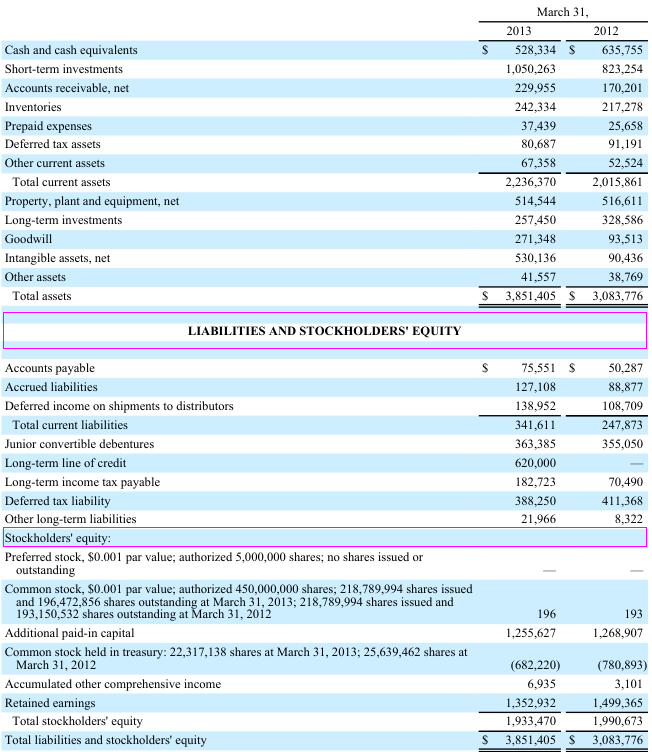 March 31,
2013 2012
Cash and cash equivalents $ 528,334 $ 635,755
Short-term investments 1,050,263 823,254
Accounts receivable, net 229,955 170,201
Inventories 242,334 217,278
Prepaid expenses 37,439 25,658
Deferred tax assets 80,687 91,191
Other current assets 67,358 52,524
Total current assets 2,236,370 2,015,861
Property, plant and equipment, net 514,544 516,611
Long-term investments 257,450 328,586
Goodwill 271,348 93,513
Intangible assets, net 530,136 90,436
Other assets 41,557 38,769
Total assets $ 3,851,405 $ 3,083,776
LIABILITIES AND STOCKHOLDERS' EQUITY
Accounts payable $ 75,551 $ 50,287
Accrued liabilities 127,108 88,877
Deferred income on shipments to distributors 138,952 108,709
Total current liabilities 341,611 247,873
Junior convertible debentures 363,385 355,050
Long-term line of credit 620,000 —
Long-term income tax payable 182,723 70,490
Deferred tax liability 388,250 411,368
Other long-term liabilities 21,966 8,322
Stockholders' equity:
Preferred stock, $0.001 par value; authorized 5,000,000 shares; no shares issued or
outstanding — —
Common stock, $0.001 par value; authorized 450,000,000 shares; 218,789,994 shares issued
and 196,472,856 shares outstanding at March 31, 2013; 218,789,994 shares issued and
193,150,532 shares outstanding at March 31, 2012 196 193
Additional paid-in capital 1,255,627 1,268,907
Common stock held in treasury: 22,317,138 shares at March 31, 2013; 25,639,462 shares at
March 31, 2012 (682,220) (780,893)
Accumulated other comprehensive income 6,935 3,101
Retained earnings 1,352,932 1,499,365
Total stockholders' equity 1,933,470 1,990,673
Total liabilities and stockholders' equity $ 3,851,405 $ 3,083,776